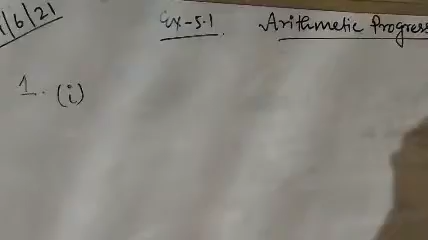 1/6/21
Ex-5.1. Arithmetic Progress
1. (i)